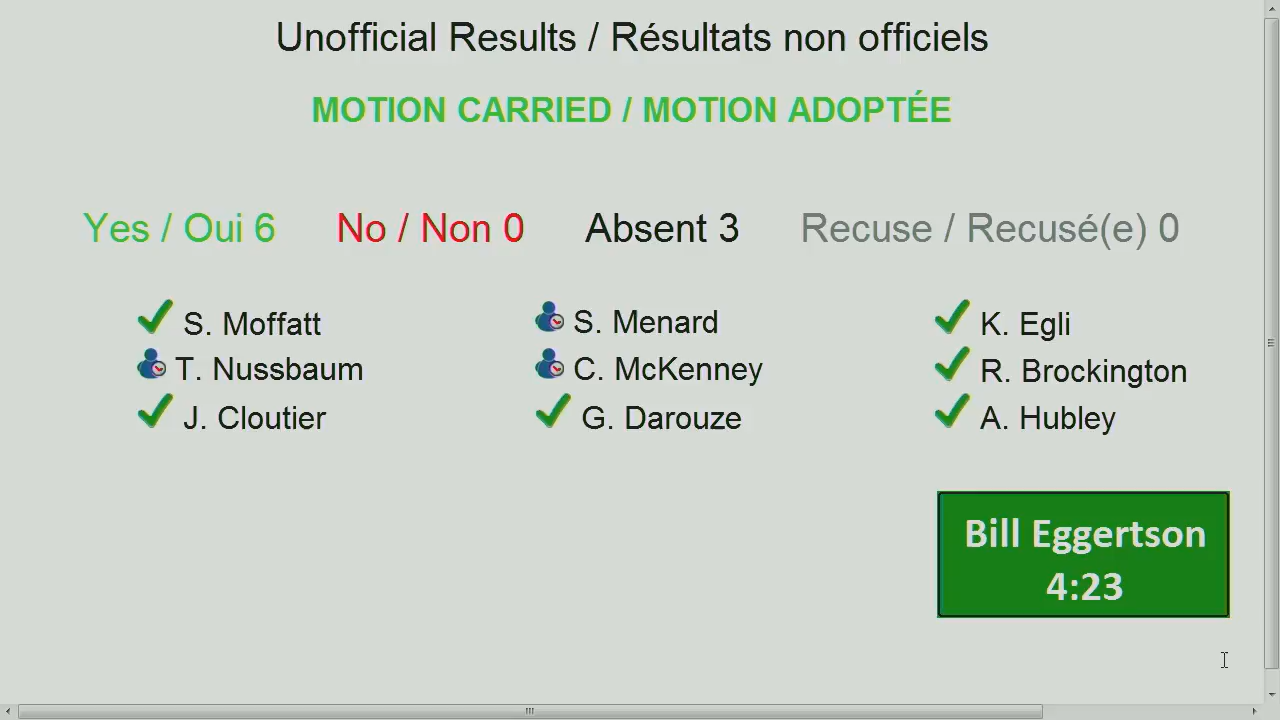 Unofficial Results / Résultats non officiels
MOTION CARRIED / MOTION ADOPTÉE
Yes / Oui 6 No / Non 0 Absent 3 Recuse / Recusé(e) 0
S. Moffatt S. Menard K. Egli
T. Nussbaum C. McKenney R. Brockington
J. Cloutier G. Darouze A. Hubley
Bill Eggertson
4:23